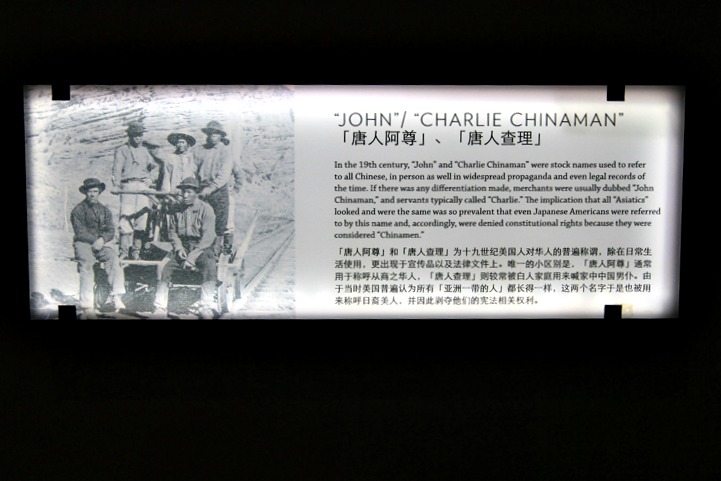 “JOHN”/ “CHARLIE CHINAMAN”
「唐人阿尊」、「唐人查理」
In the 19th century, “John” and “Charlie Chinaman” were stock names used to refer
to all Chinese, in person as well in widespread propaganda and even legal records of
the time. If there was any differentiation made, merchants were usually dubbed “John
Chinaman,” and servants typically called “Charlie.” The implication that all “Asiatics”
looked and were the same was so prevalent that even Japanese Americans were referred
to by this name and, accordingly, were denied constitutional rights because they were
considered “Chinamen.”
「唐人阿尊」和「唐人查理」为十九世纪美国人对华人的普遍称谓，除在日常生
活使用，更出现于宣传品以及法律文件上。唯一的小区别是，「唐人阿尊」通常
用于称呼从商之华人，「唐人查理」则较常被白人家庭用来喊家中中国男仆。由
于当时美国普遍认为所有「亚洲一带的人」都长得一样，这两个名字于是也被用
来称呼日裔美人，并因此剥夺他们的宪法相关权利。